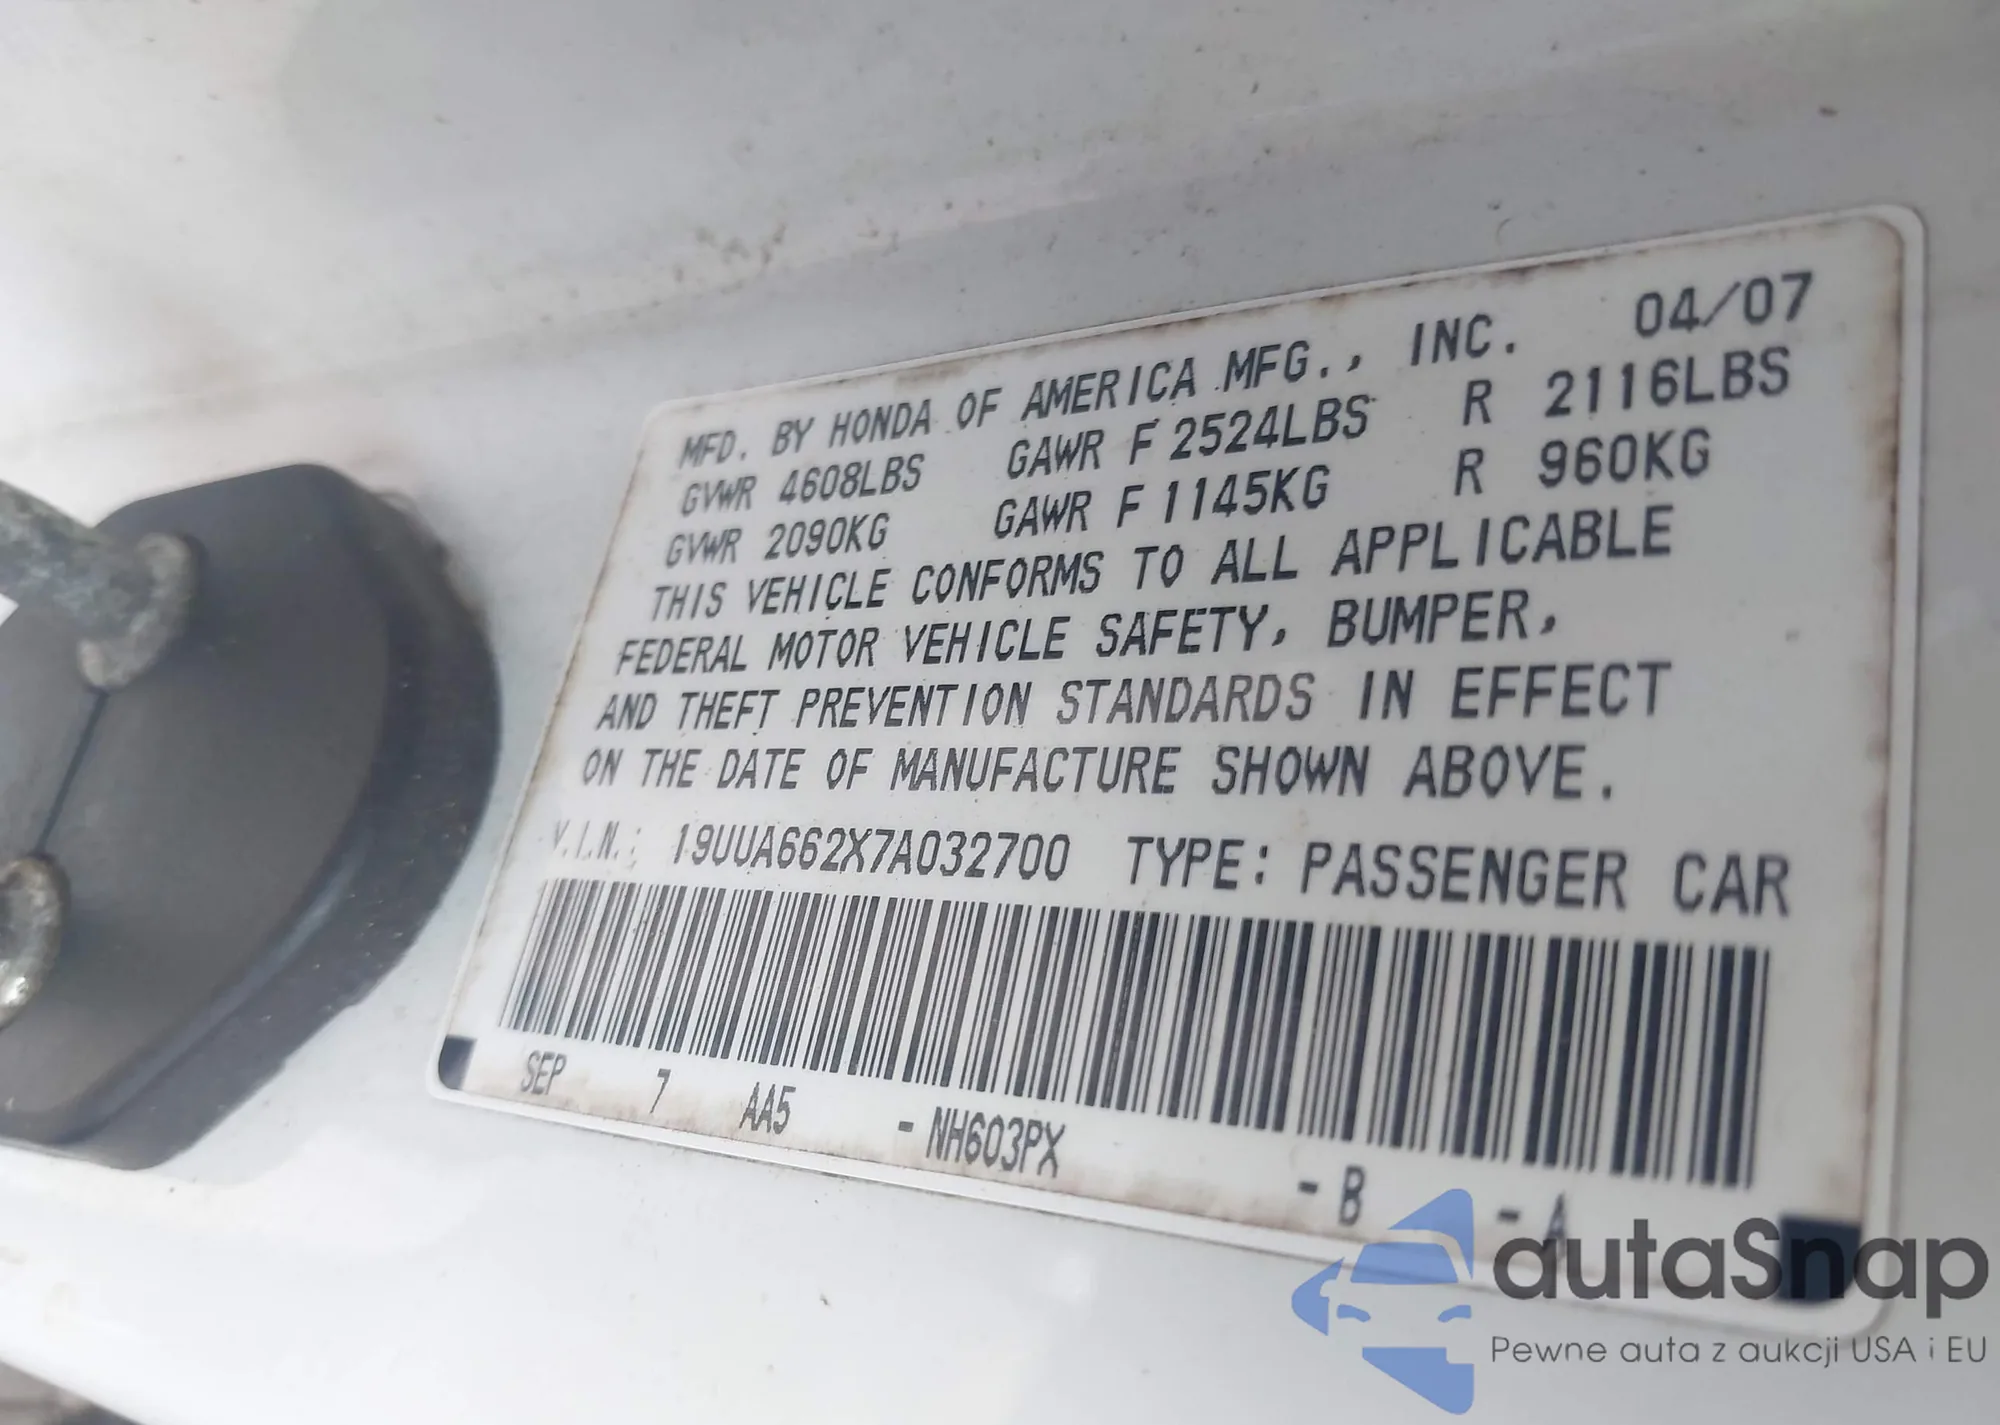 MFD. BY HONDA OF AMERICA MFG., INC. 04/07
GVWR 4608LBS GAWR F 2524LBS R 2116LBS
GVWR 2090KG GAWR F 1145KG R 960KG
THIS VEHICLE CONFORMS TO ALL APPLICABLE
FEDERAL MOTOR VEHICLE SAFETY, BUMPER,
AND THEFT PREVENTION STANDARDS IN EFFECT
ON THE DATE OF MANUFACTURE SHOWN ABOVE.
V.I.N.: 19UUA662X7A032700 TYPE: PASSENGER CAR
SEP 7 AA5 - NH603PX - B - A
autaSnap
Pewne auta z aukcji USA i EU